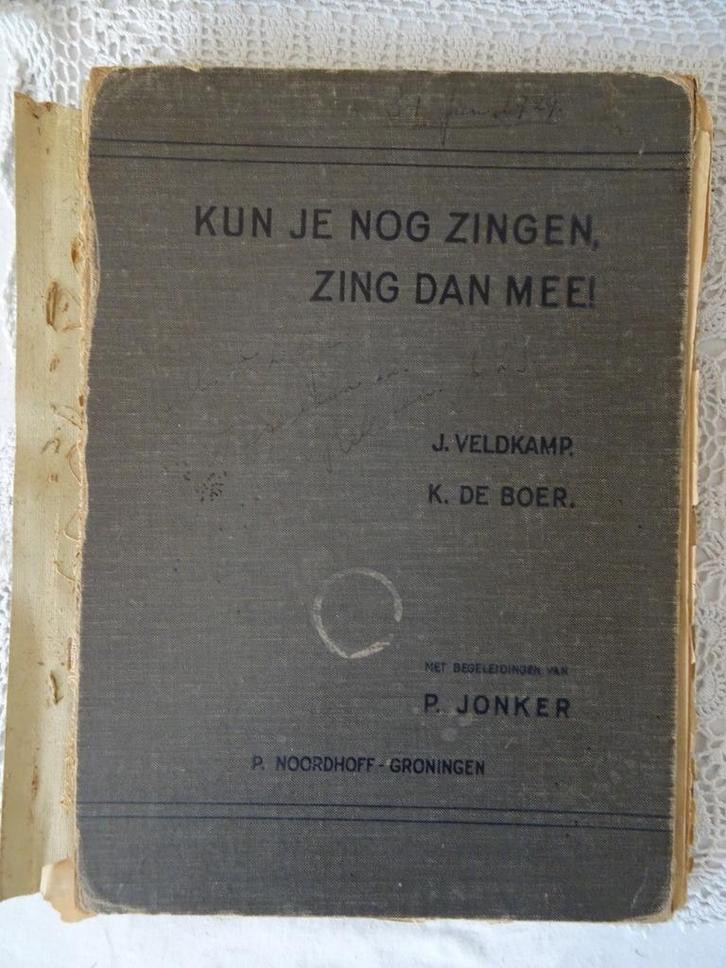 KUN JE NOG ZINGEN,
ZING DAN MEE!
J. VELDKAMP.
K. DE BOER.
MET BEGELEIDINGEN VAN
P. JONKER
P. NOORDHOFF - GRONINGEN